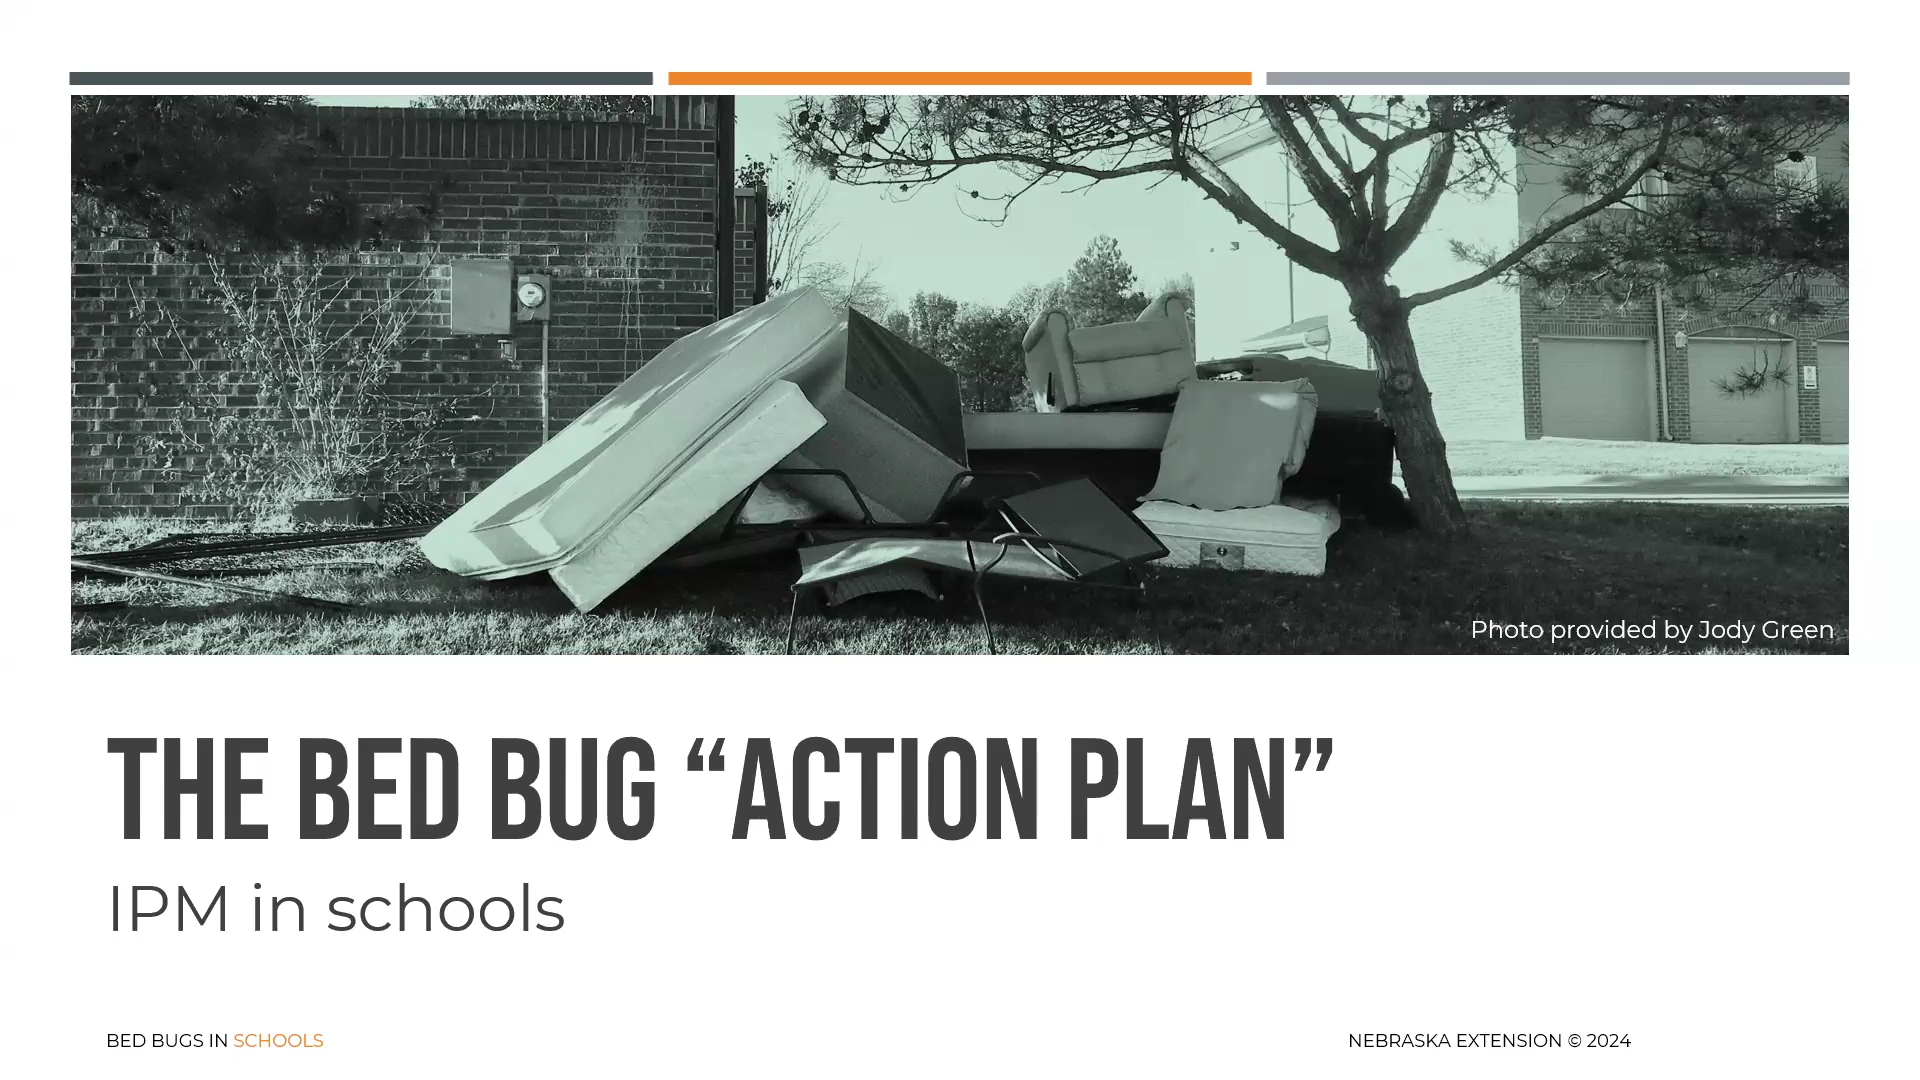 Photo provided by Jody Green
THE BED BUG “ACTION PLAN”
IPM in schools
BED BUGS IN SCHOOLS
NEBRASKA EXTENSION © 2024